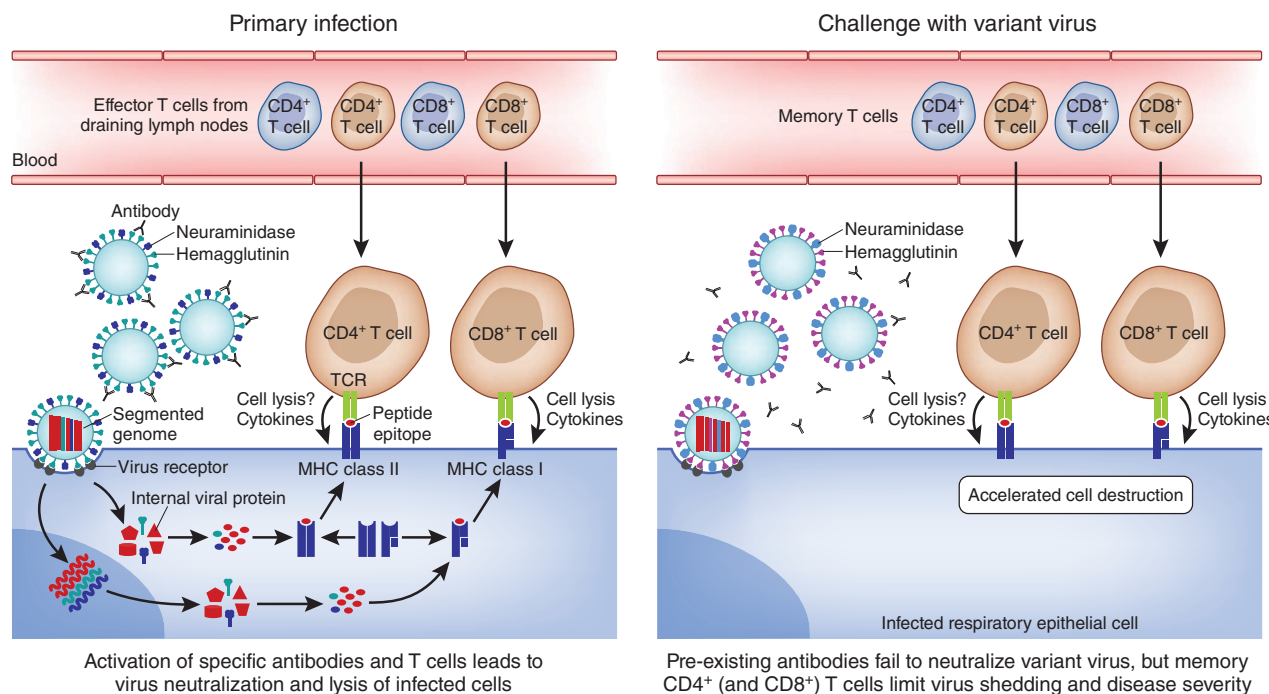 Primary infection
Effector T cells from
draining lymph nodes
CD4+
T cell
CD4+
T cell
CD8+
T cell
CD8+
T cell
Blood
Antibody
Neuraminidase
Hemagglutinin
CD4+ T cell
CD8+ T cell
TCR
Cell lysis?
Cytokines
Peptide
epitope
Cell lysis
Cytokines
Segmented
genome
Virus receptor
MHC class II
MHC class I
Internal viral protein
Activation of specific antibodies and T cells leads to
virus neutralization and lysis of infected cells
Challenge with variant virus
Memory T cells
CD4+
T cell
CD4+
T cell
CD8+
T cell
CD8+
T cell
Neuraminidase
Hemagglutinin
CD4+ T cell
CD8+ T cell
Cell lysis?
Cytokines
Cell lysis
Cytokines
Accelerated cell destruction
Infected respiratory epithelial cell
Pre-existing antibodies fail to neutralize variant virus, but memory
CD4+ (and CD8+) T cells limit virus shedding and disease severity